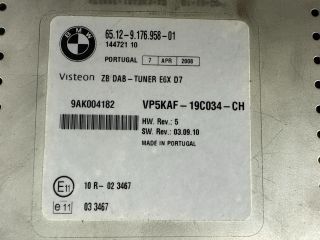 BMW
65.12-9.176.958-01
14472110
PORTUGAL 7 APR 2008
Visteon ZB DAB-TUNER E6X D7
9AK004182 VP5KAF-19C034-CH
HW. Rev.: 5
SW. Rev.: 03.09.10
MADE IN PORTUGAL
E11 10 R-02 3467
e11 03 3467